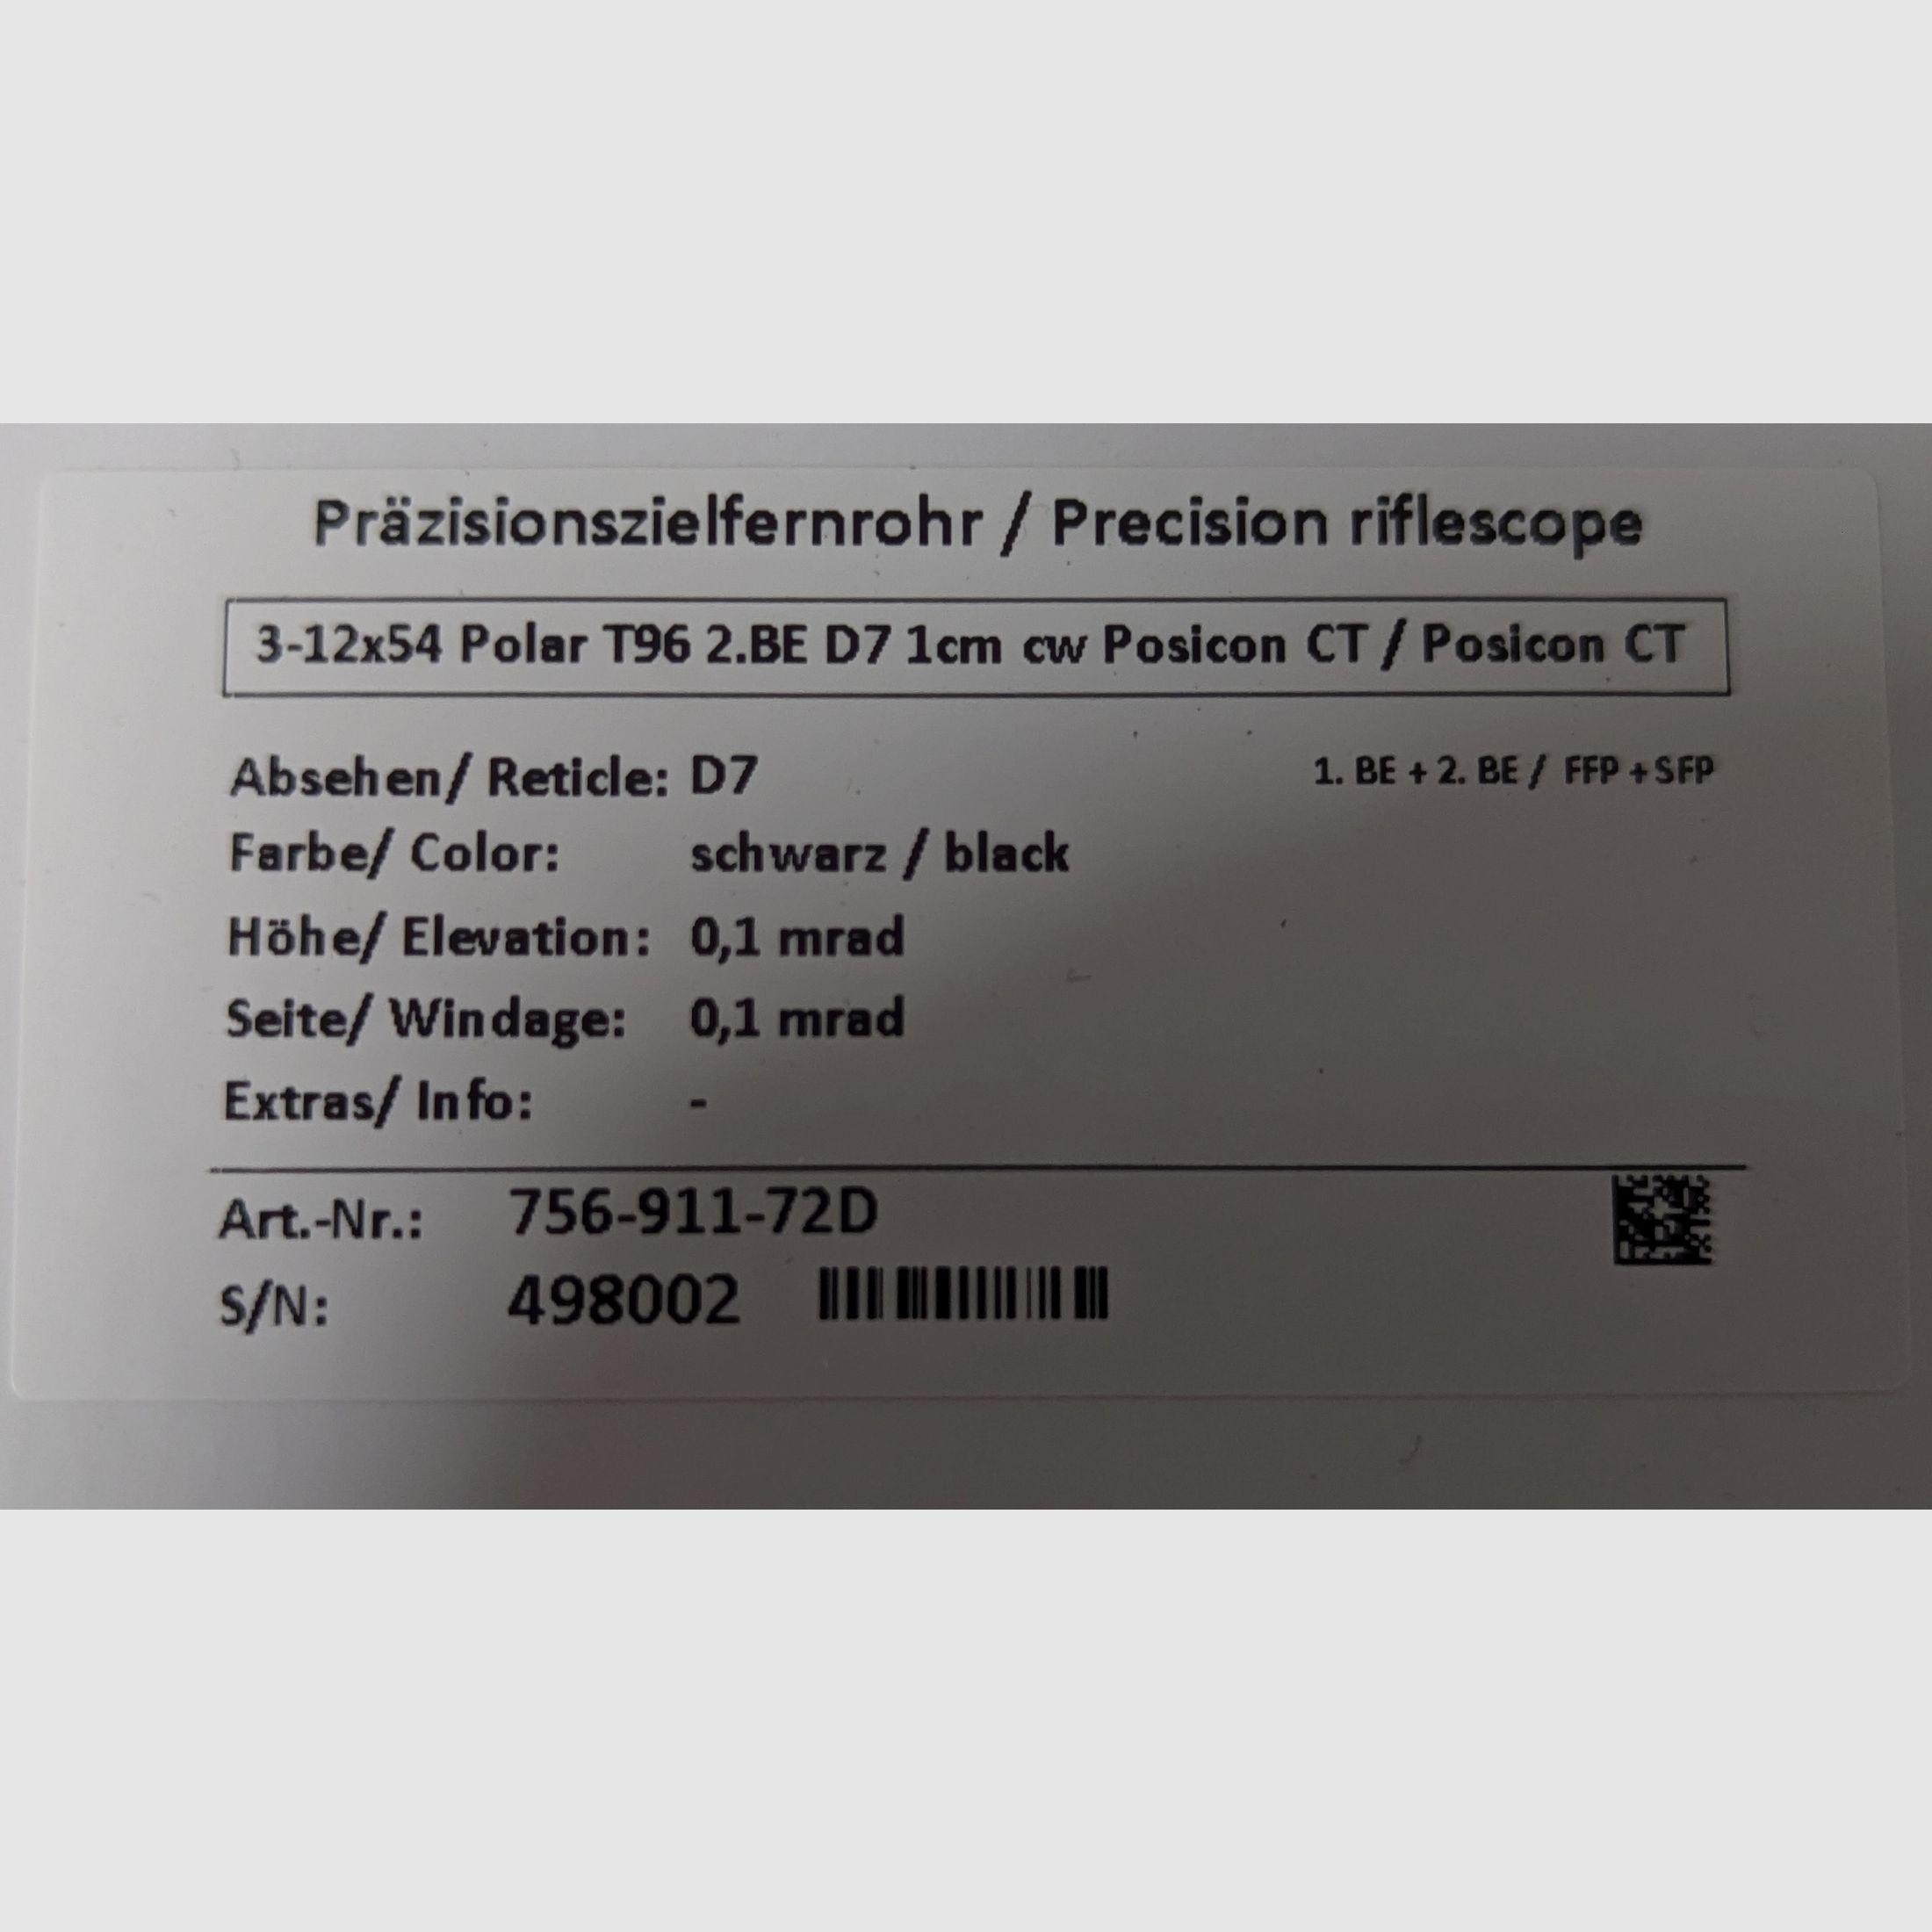 Präzisionszielfernrohr / Precision riflescope
3-12x54 Polar T96 2.BE D7 1cm cw Posicon CT / Posicon CT
Absehen/ Reticle: D7 1. BE + 2. BE / FFP + SFP
Farbe/ Color: schwarz / black
Höhe/ Elevation: 0,1 mrad
Seite/ Windage: 0,1 mrad
Extras/ Info: -
Art.-Nr.: 756-911-72D
S/N: 498002